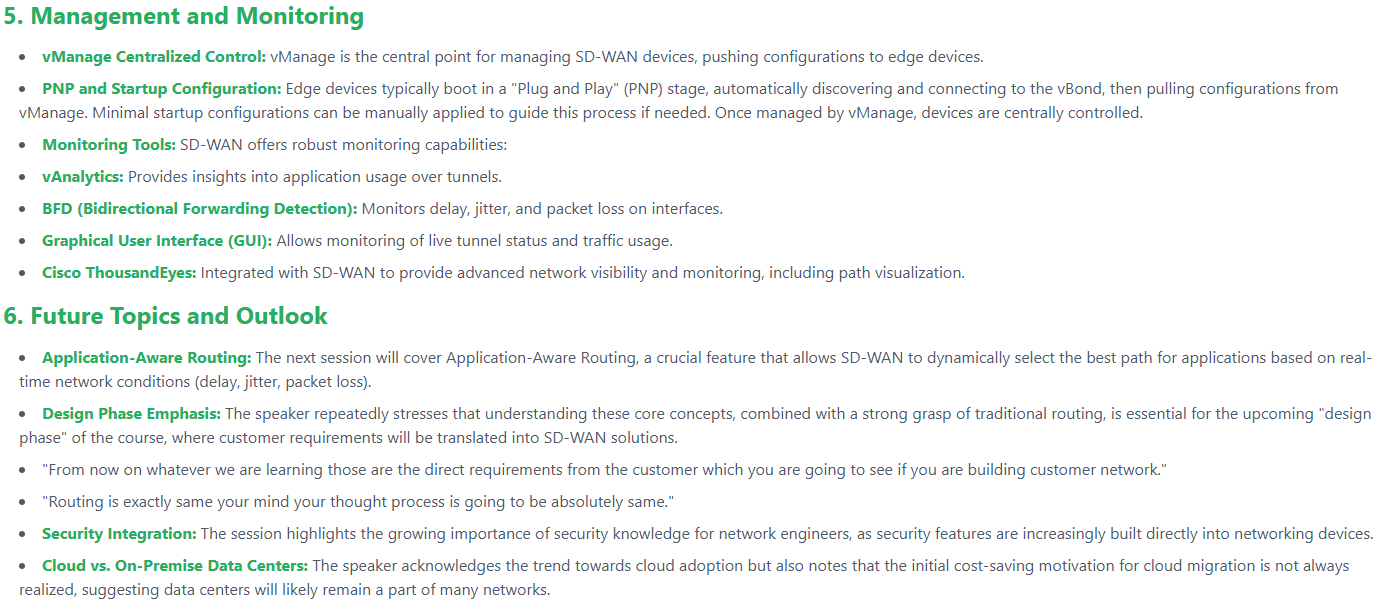 5. Management and Monitoring
• vManage Centralized Control: vManage is the central point for managing SD-WAN devices, pushing configurations to edge devices.
• PNP and Startup Configuration: Edge devices typically boot in a "Plug and Play" (PNP) stage, automatically discovering and connecting to the vBond, then pulling configurations from
vManage. Minimal startup configurations can be manually applied to guide this process if needed. Once managed by vManage, devices are centrally controlled.
• Monitoring Tools: SD-WAN offers robust monitoring capabilities:
• vAnalytics: Provides insights into application usage over tunnels.
• BFD (Bidirectional Forwarding Detection): Monitors delay, jitter, and packet loss on interfaces.
• Graphical User Interface (GUI): Allows monitoring of live tunnel status and traffic usage.
• Cisco ThousandEyes: Integrated with SD-WAN to provide advanced network visibility and monitoring, including path visualization.
6. Future Topics and Outlook
• Application-Aware Routing: The next session will cover Application-Aware Routing, a crucial feature that allows SD-WAN to dynamically select the best path for applications based on real-
time network conditions (delay, jitter, packet loss).
• Design Phase Emphasis: The speaker repeatedly stresses that understanding these core concepts, combined with a strong grasp of traditional routing, is essential for the upcoming "design
phase" of the course, where customer requirements will be translated into SD-WAN solutions.
• "From now on whatever we are learning those are the direct requirements from the customer which you are going to see if you are building customer network."
• "Routing is exactly same your mind your thought process is going to be absolutely same."
• Security Integration: The session highlights the growing importance of security knowledge for network engineers, as security features are increasingly built directly into networking devices.
• Cloud vs. On-Premise Data Centers: The speaker acknowledges the trend towards cloud adoption but also notes that the initial cost-saving motivation for cloud migration is not always
realized, suggesting data centers will likely remain a part of many networks.